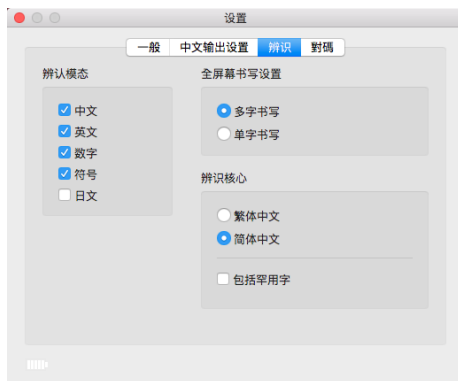 设置
一般 中文输出设置 辨识 對碼
辨认模态
中文
英文
数字
符号
日文
全屏幕书写设置
多字书写
单字书写
辨识核心
繁体中文
简体中文
包括罕用字